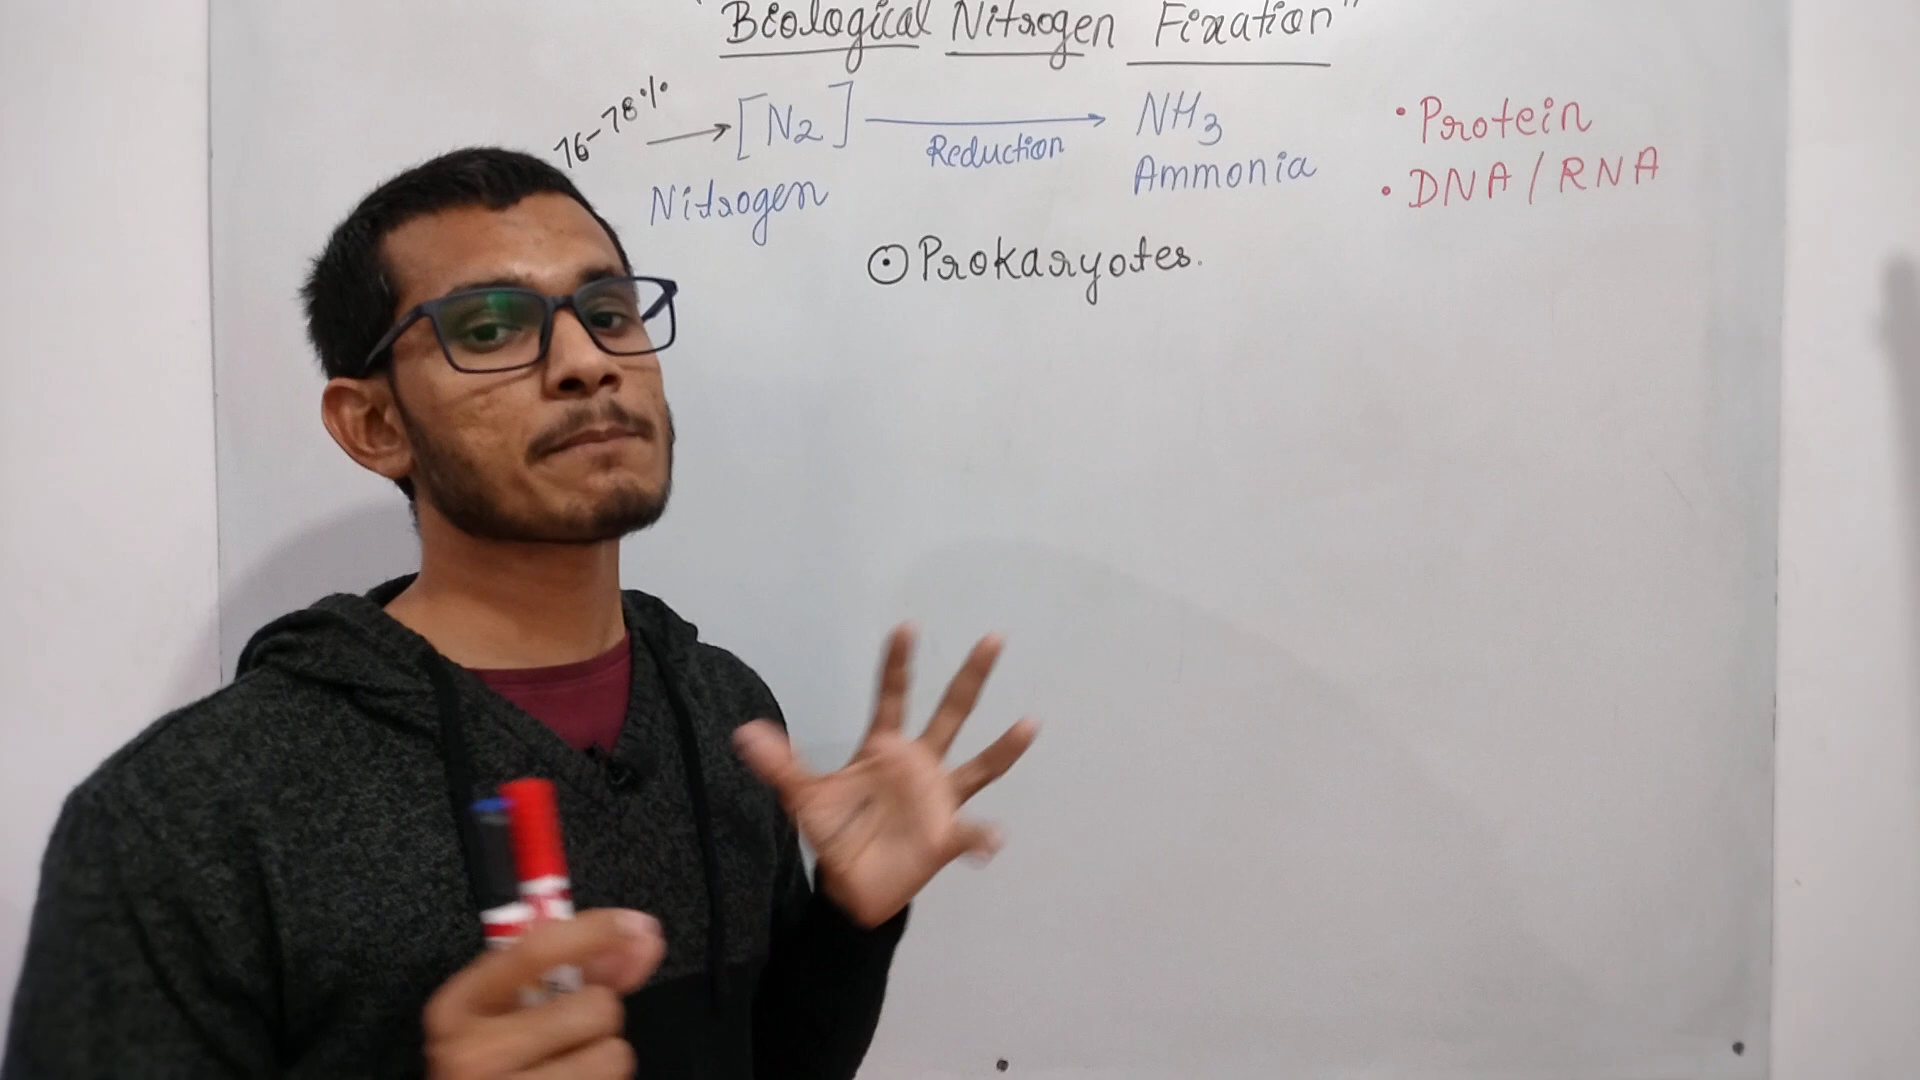 "Biological Nitrogen Fixation"
76-78% → [N2] → NH3
Reduction
Nitrogen
Ammonia
• Protein
• DNA / RNA
⊙ Prokaryotes.